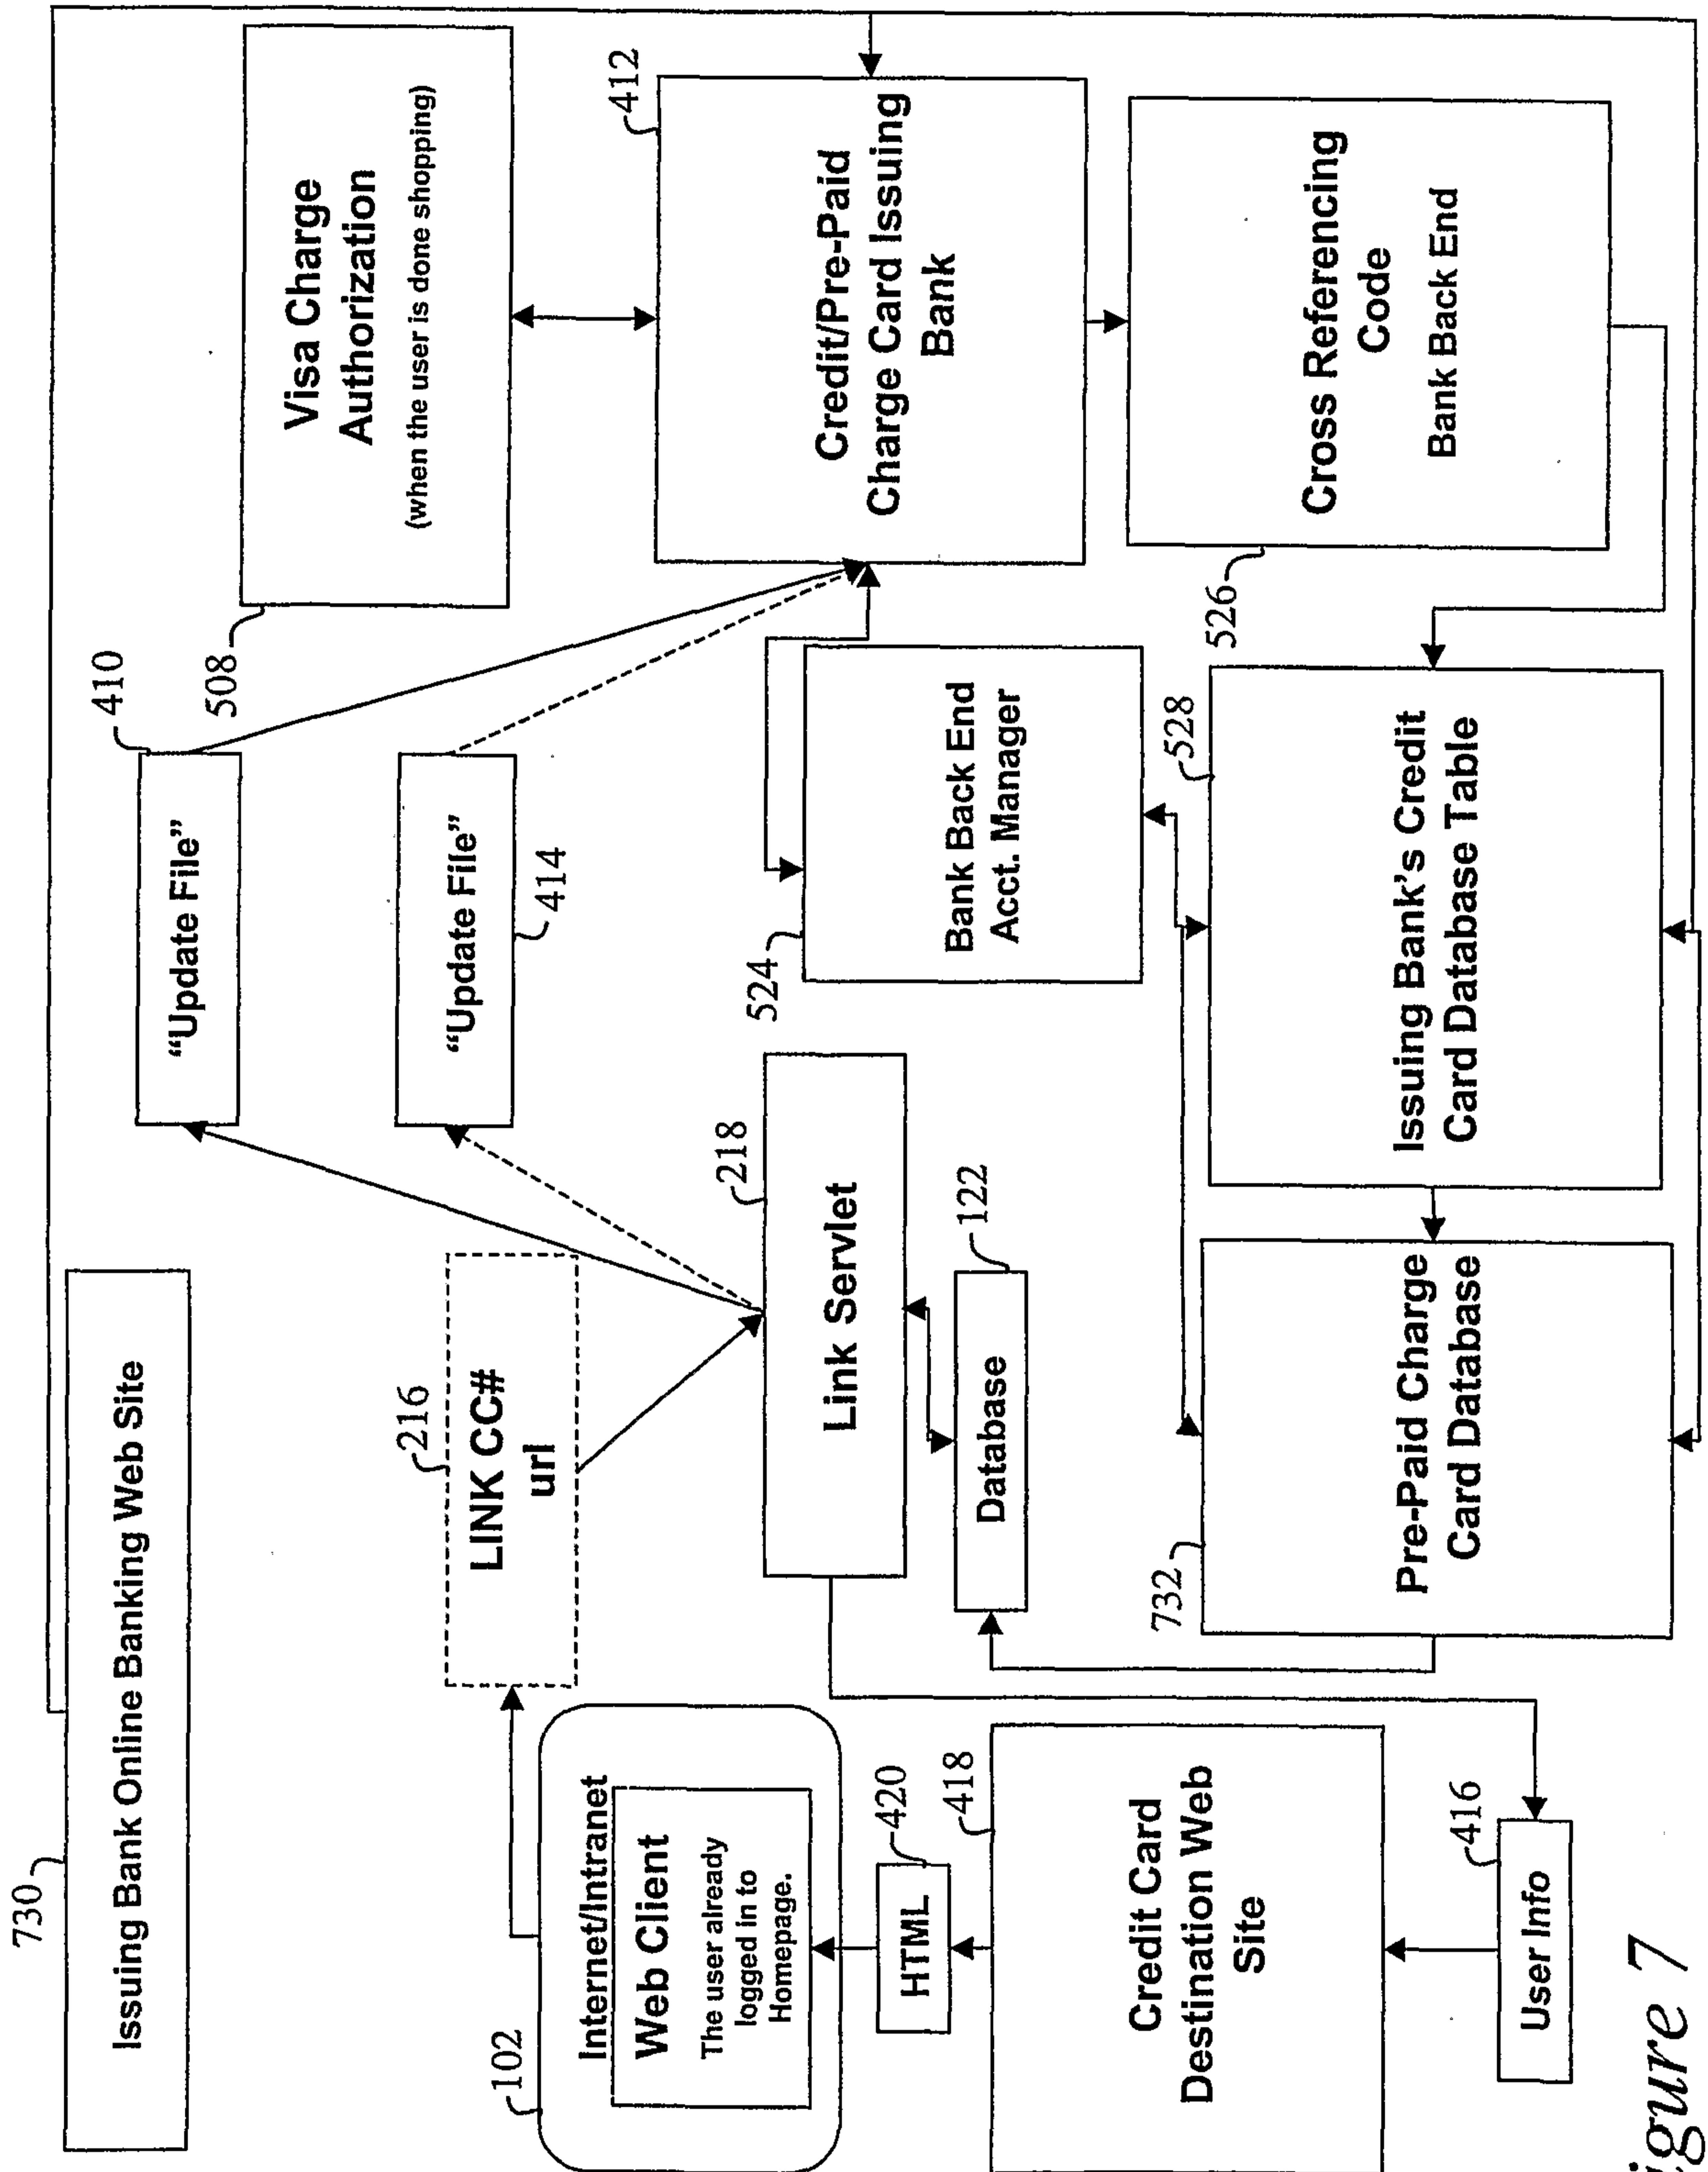 730
Issuing Bank Online Banking Web Site
410
"Update File"
508
Visa Charge
Authorization
(when the user is done shopping)
216
LINK CC#
url
"Update File"
414
102
Internet/Intranet
Web Client
The user already
logged in to
Homepage.
218
Link Servlet
412
Credit/Pre-Paid
Charge Card Issuing
Bank
524
Bank Back End
Acct. Manager
420
HTML
122
Database
418
Credit Card
Destination Web
Site
526
Cross Referencing
Code
Bank Back End
732
Pre-Paid Charge
Card Database
528
Issuing Bank's Credit
Card Database Table
416
User Info
igure 7